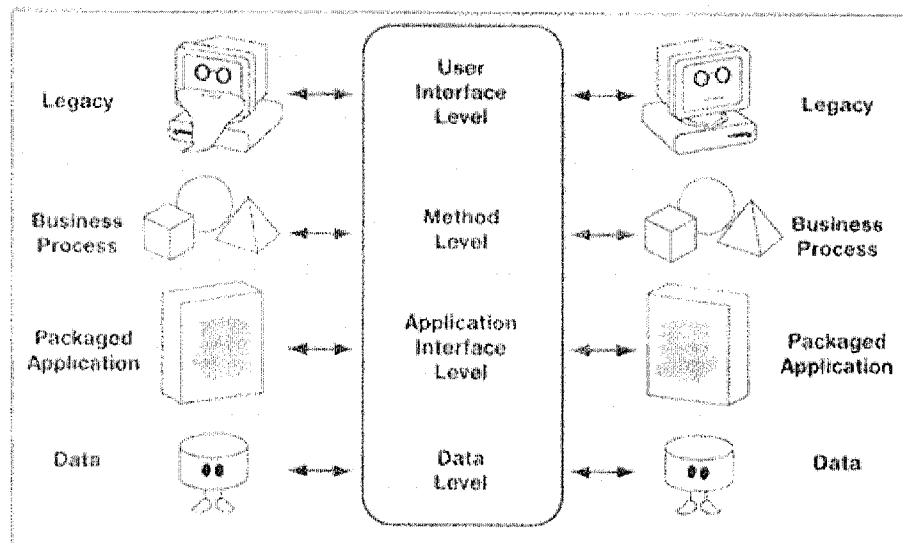 Legacy
User
Interface
Level
Legacy
Business
Process
Method
Level
Business
Process
Packaged
Application
Application
Interface
Level
Packaged
Application
Data
Data
Level
Data